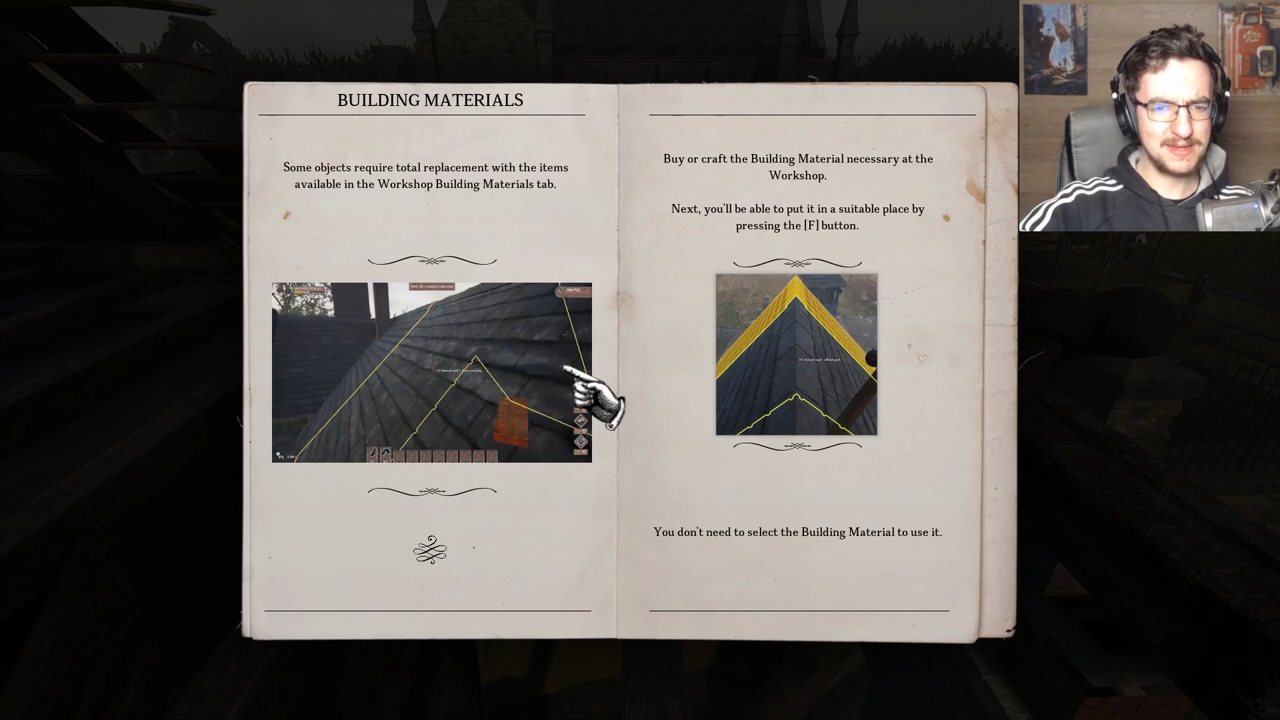 BUILDING MATERIALS
Some objects require total replacement with the items
available in the Workshop Building Materials tab.
Buy or craft the Building Material necessary at the
Workshop.
Next, you'll be able to put it in a suitable place by
pressing the [F] button.
You don't need to select the Building Material to use it.